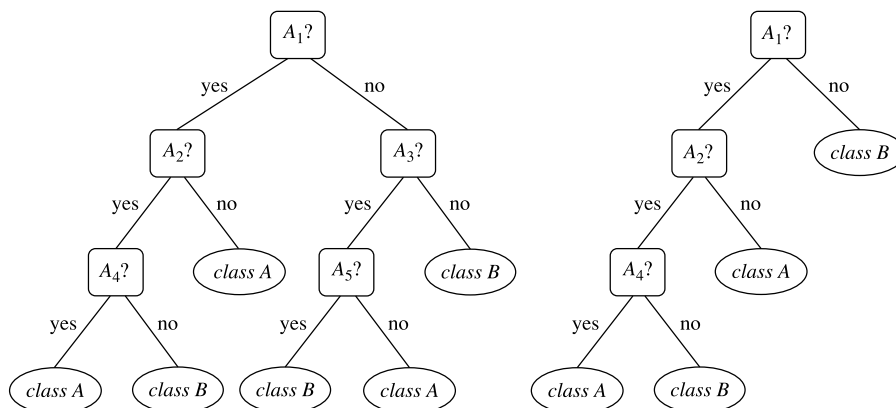 A1?
yes
no
A2?
A3?
yes
no
yes
no
A4?
class A
A5?
class B
yes
no
yes
no
class A
class B
class B
class A
A1?
yes
no
A2?
class B
yes
no
A4?
class A
yes
no
class A
class B